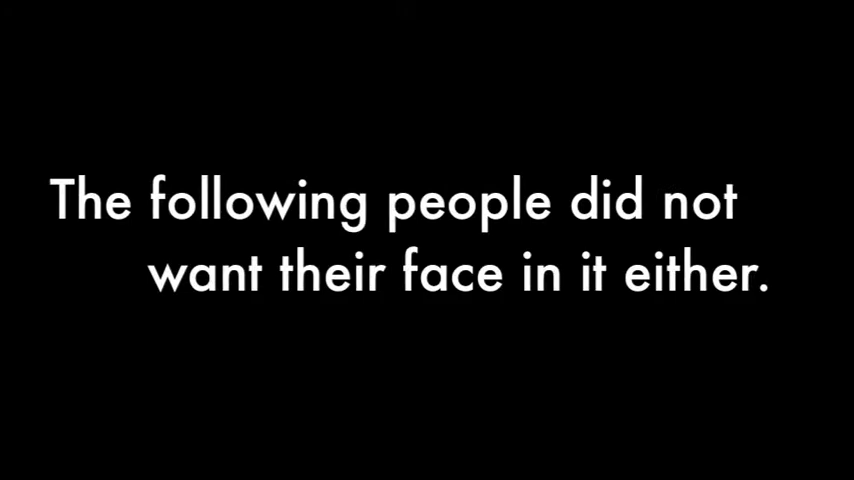 The following people did not
want their face in it either.